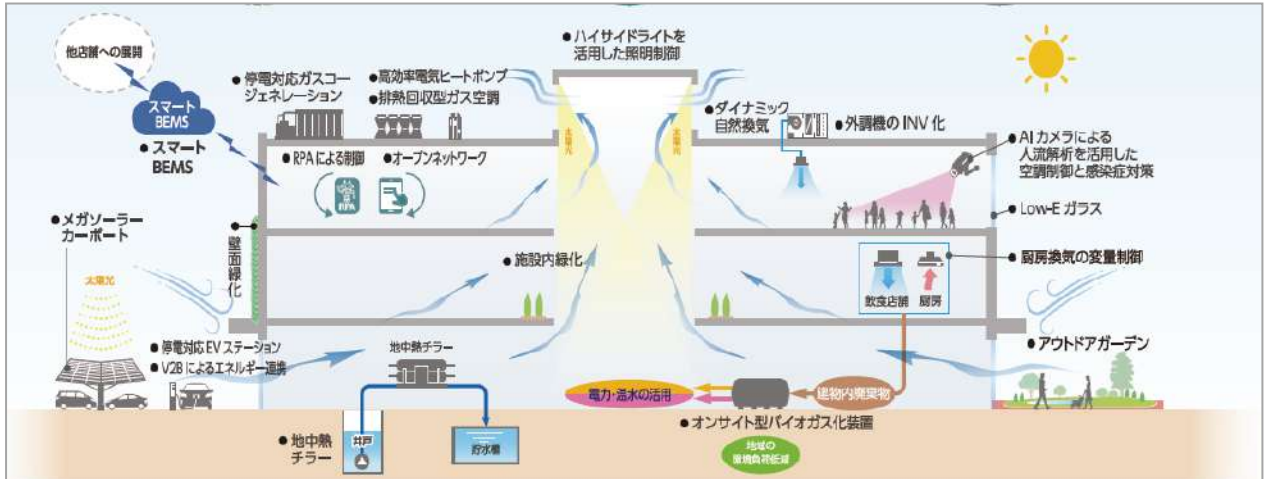 ●ハイサイドライトを
活用した照明制御
他店舗への展開
スマート
BEMS
●スマート
BEMS
●停電対応ガスコー
ジェネレーション
●高効率電気ヒートポンプ
●排熱回収型ガス空調
●RPAによる制御
●オープンネットワーク
RPA
太陽光
太陽光
●ダイナミック
自然換気
●外調機のINV化
●AIカメラによる
人流解析を活用した
空調制御と感染症対策
●Low-Eガラス
●メガソーラー
カーポート
太陽光
●壁面緑化
●施設内緑化
●厨房換気の変量制御
飲食店舗
厨房
●停電対応EVステーション
●V2Bによるエネルギー連携
地中熱チラー
●アウトドアガーデン
電力・温水の活用
建物内廃棄物
●オンサイト型バイオガス化装置
●地中熱
チラー
井戸
貯水槽
地域の
環境負荷低減